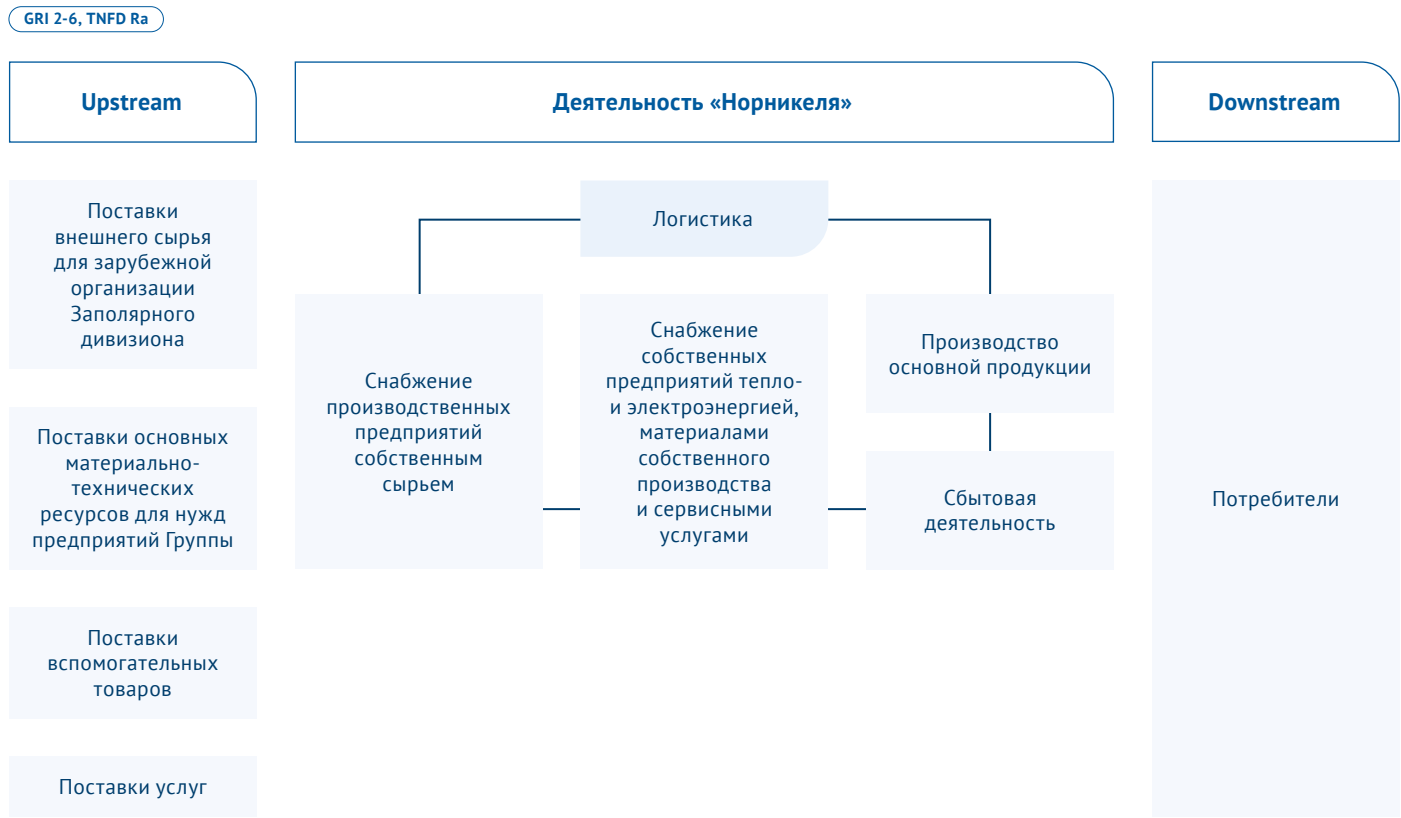 GRI 2-6, TNFD Ra
Upstream
Деятельность «Норникеля»
Downstream
Поставки
внешнего сырья
для зарубежной
организации
Заполярного
дивизиона
Поставки основных
материально-
технических
ресурсов для нужд
предприятий Группы
Поставки
вспомогательных
товаров
Поставки услуг
Логистика
Снабжение
производственных
предприятий
собственным
сырьем
Снабжение
собственных
предприятий тепло-
и электроэнергией,
материалами
собственного
производства
и сервисными
услугами
Производство
основной продукции
Сбытовая
деятельность
Потребители